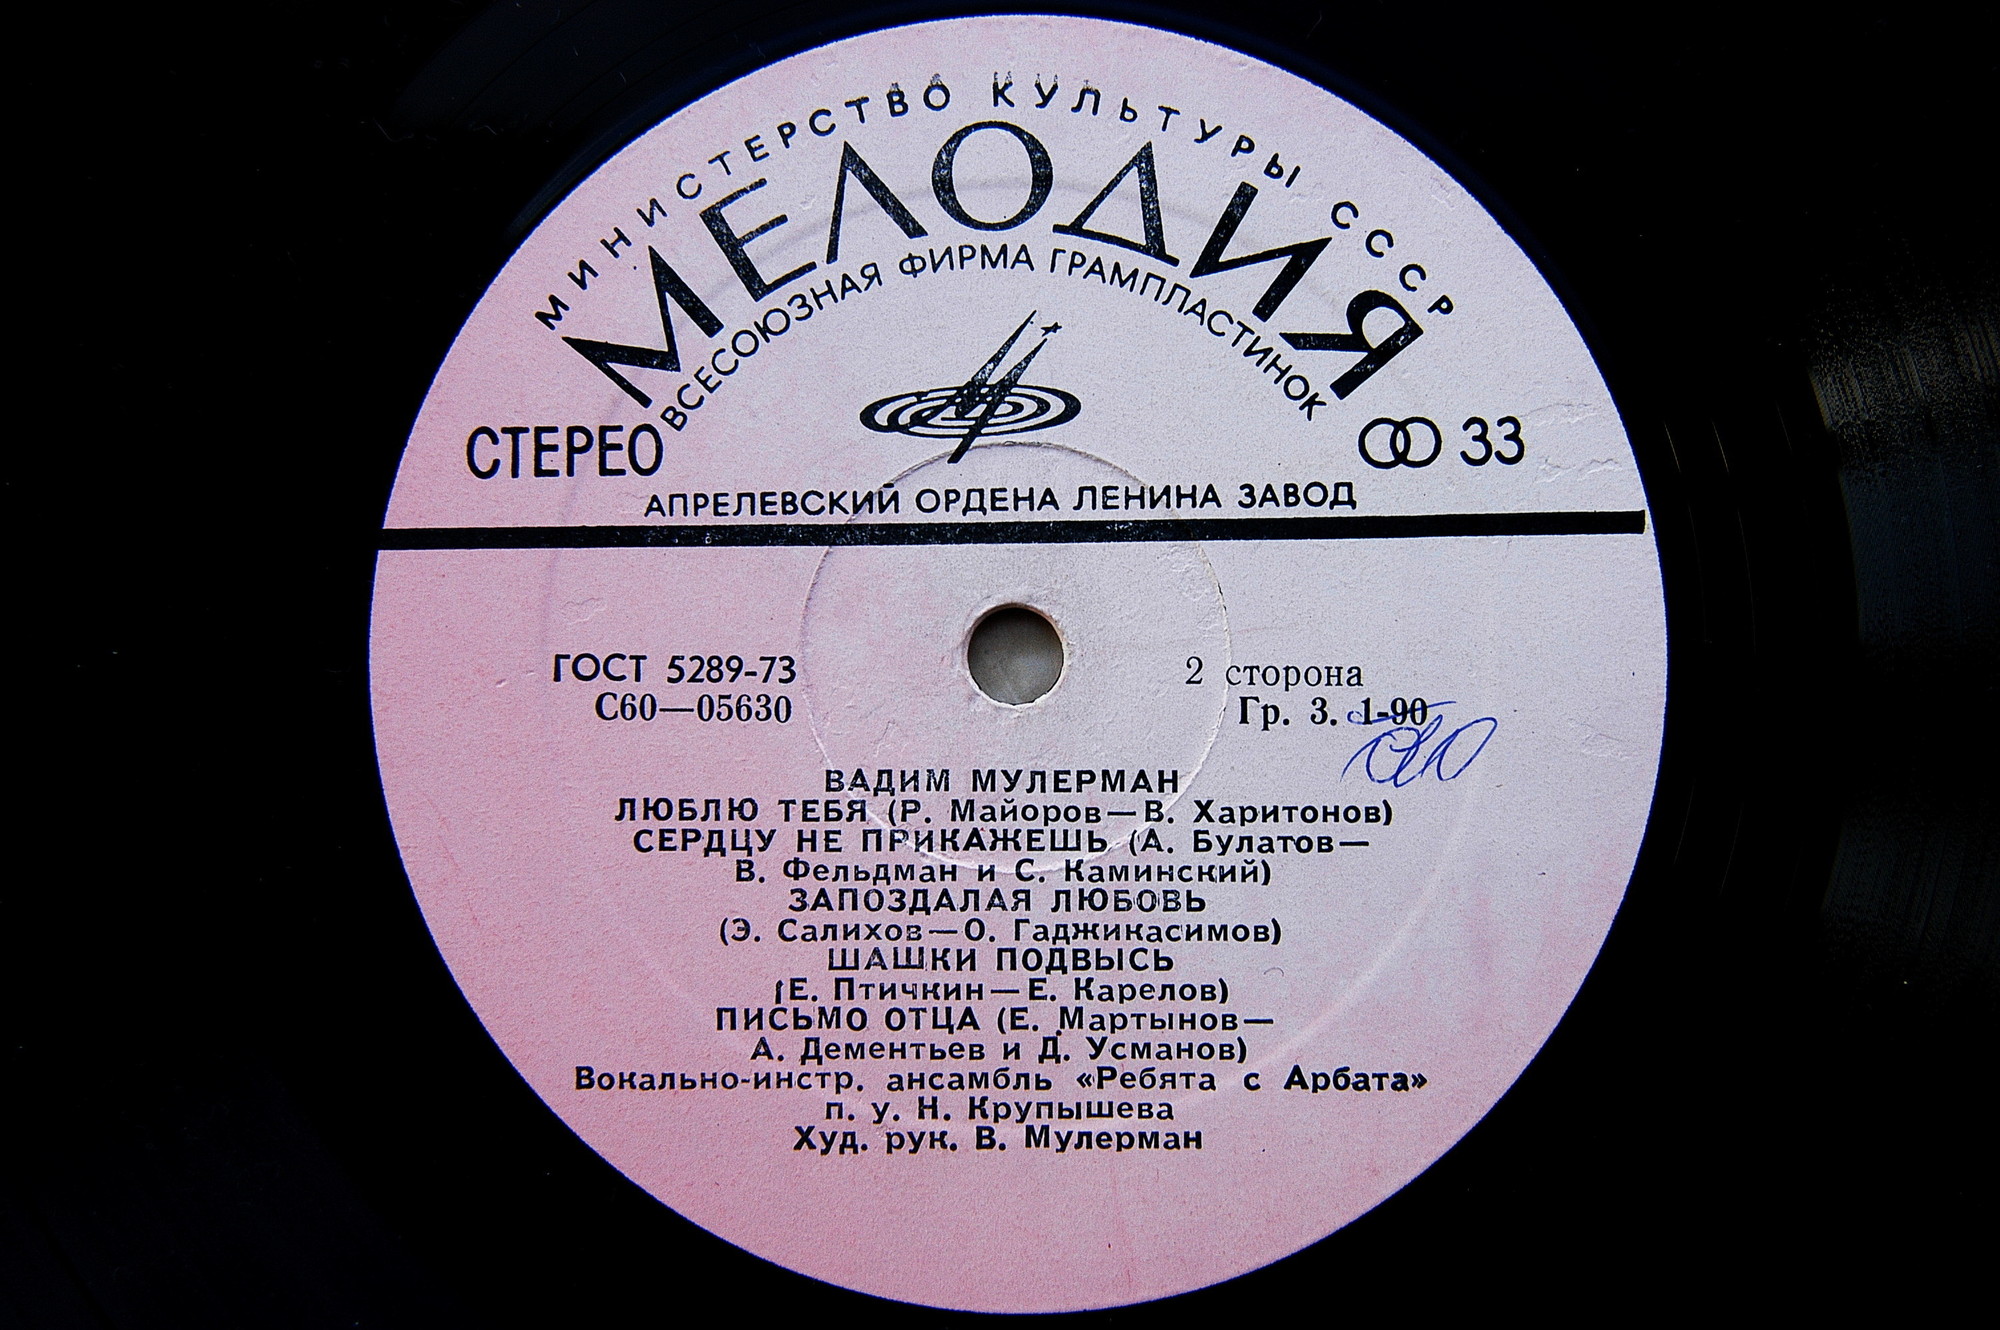 МИНИСТЕРСТВО КУЛЬТУРЫ СССР
МЕЛОДИЯ
ВСЕСОЮЗНАЯ ФИРМА ГРАМПЛАСТИНОК
СТЕРЕО
33
АПРЕЛЕВСКИЙ ОРДЕНА ЛЕНИНА ЗАВОД
ГОСТ 5289-73
С60—05630
2 сторона
Гр. 3. 1-90
ВАДИМ МУЛЕРМАН
ЛЮБЛЮ ТЕБЯ (Р. Майоров—В. Харитонов)
СЕРДЦУ НЕ ПРИКАЖЕШЬ (А. Булатов—
В. Фельдман и С. Каминский)
ЗАПОЗДАЛАЯ ЛЮБОВЬ
(Э. Салихов—О. Гаджикасимов)
ШАШКИ ПОДВЫСЬ
(Е. Птичкин—Е. Карелов)
ПИСЬМО ОТЦА (Е. Мартынов—
А. Дементьев и Д. Усманов)
Вокально-инстр. ансамбль «Ребята с Арбата»
п. у. Н. Крупышева
Худ. рук. В. Мулерман